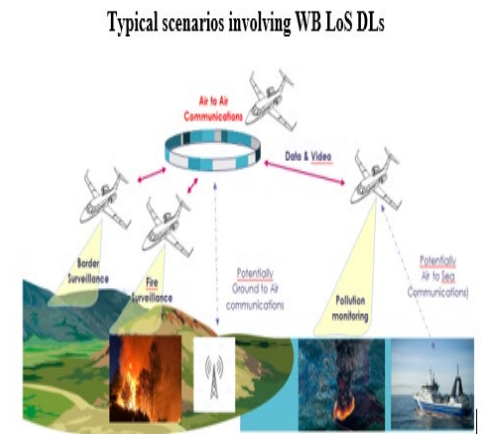 Typical scenarios involving WB LoS DLs
Air to Air
Communications
Data & Video
Border
Surveillance
Fire
Surveillance
Potentially
Ground to Air
communications
Pollution
monitoring
Potentially
Air to Sea
Communications)